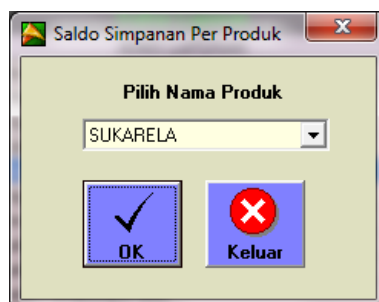 Saldo Simpanan Per Produk
Pilih Nama Produk
SUKARELA
OK
Keluar